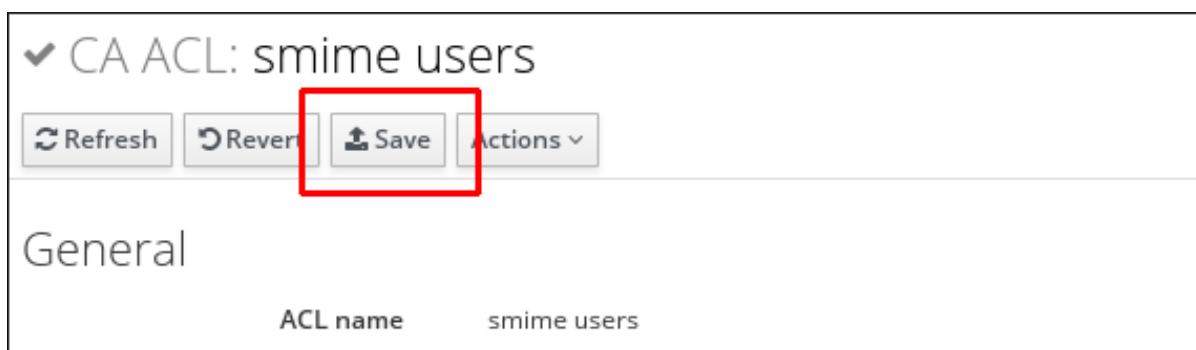 CA ACL: smime users
Refresh Revert Save Actions
General
ACL name smime users